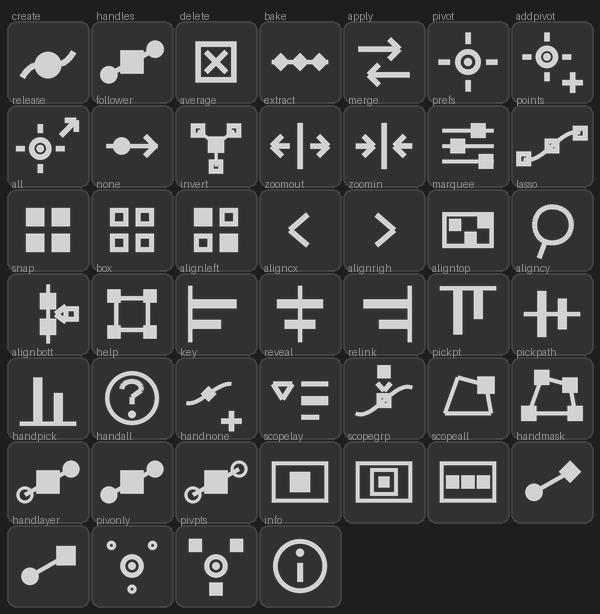 create handles delete bake apply pivot addpivot
release follower average extract merge prefs points
all none invert zoomout zoomin marquee lasso
snap box alignleft aligncx alignrigh aligntop aligncy
alignbott help key reveal relink pickpt pickpath
handpick handall handnone scopelay scopegrp scopeall handmask
handlayer pivonly pivpts info